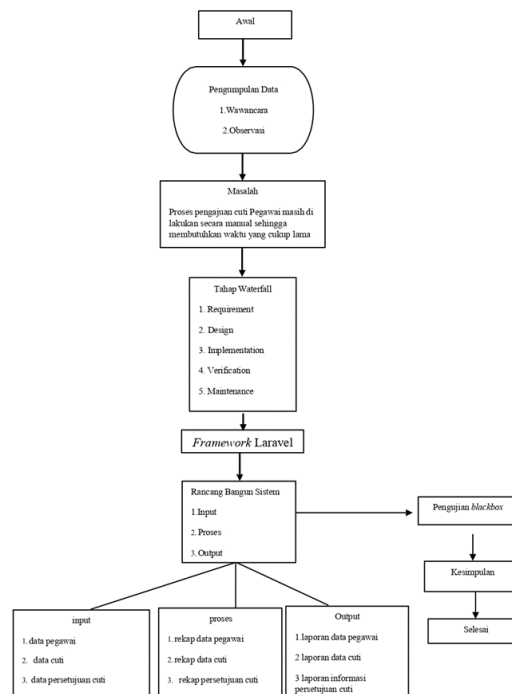 Awal
Pengumpulan Data
1.Wawancara
2.Observasi
Masalah
Proses pengajuan cuti Pegawai masih di
lakukan secara manual sehingga
membutuhkan waktu yang cukup lama
Tahap Waterfall
1. Requirement
2. Design
3. Implementation
4. Verification
5. Maintenance
Framework Laravel
Rancang Bangun Sistem
1.Input
2. Proses
3. Output
Pengujian blackbox
Kesimpulan
Selesai
input
1. data pegawai
2. data cuti
3. data persetujuan cuti
proses
1.rekap data pegawai
2.rekap data cuti
3. rekap persetujuan cuti
Output
1.laporan data pegawai
2 laporan data cuti
3 laporan informasi
persetujuan cuti